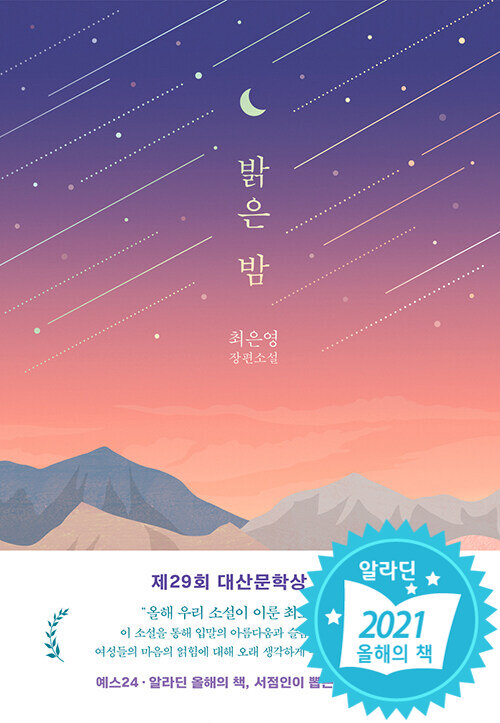 밝은 밤
최은영
장편소설
제29회 대산문학상
"올해 우리 소설이 이룬
이 소설을 통해 입말의 아름다움과
여성들의 마음의 얽힘에 대해 오래 생각하게
예스24·알라딘 올해의 책, 서점인이
알라딘
2021
올해의 책